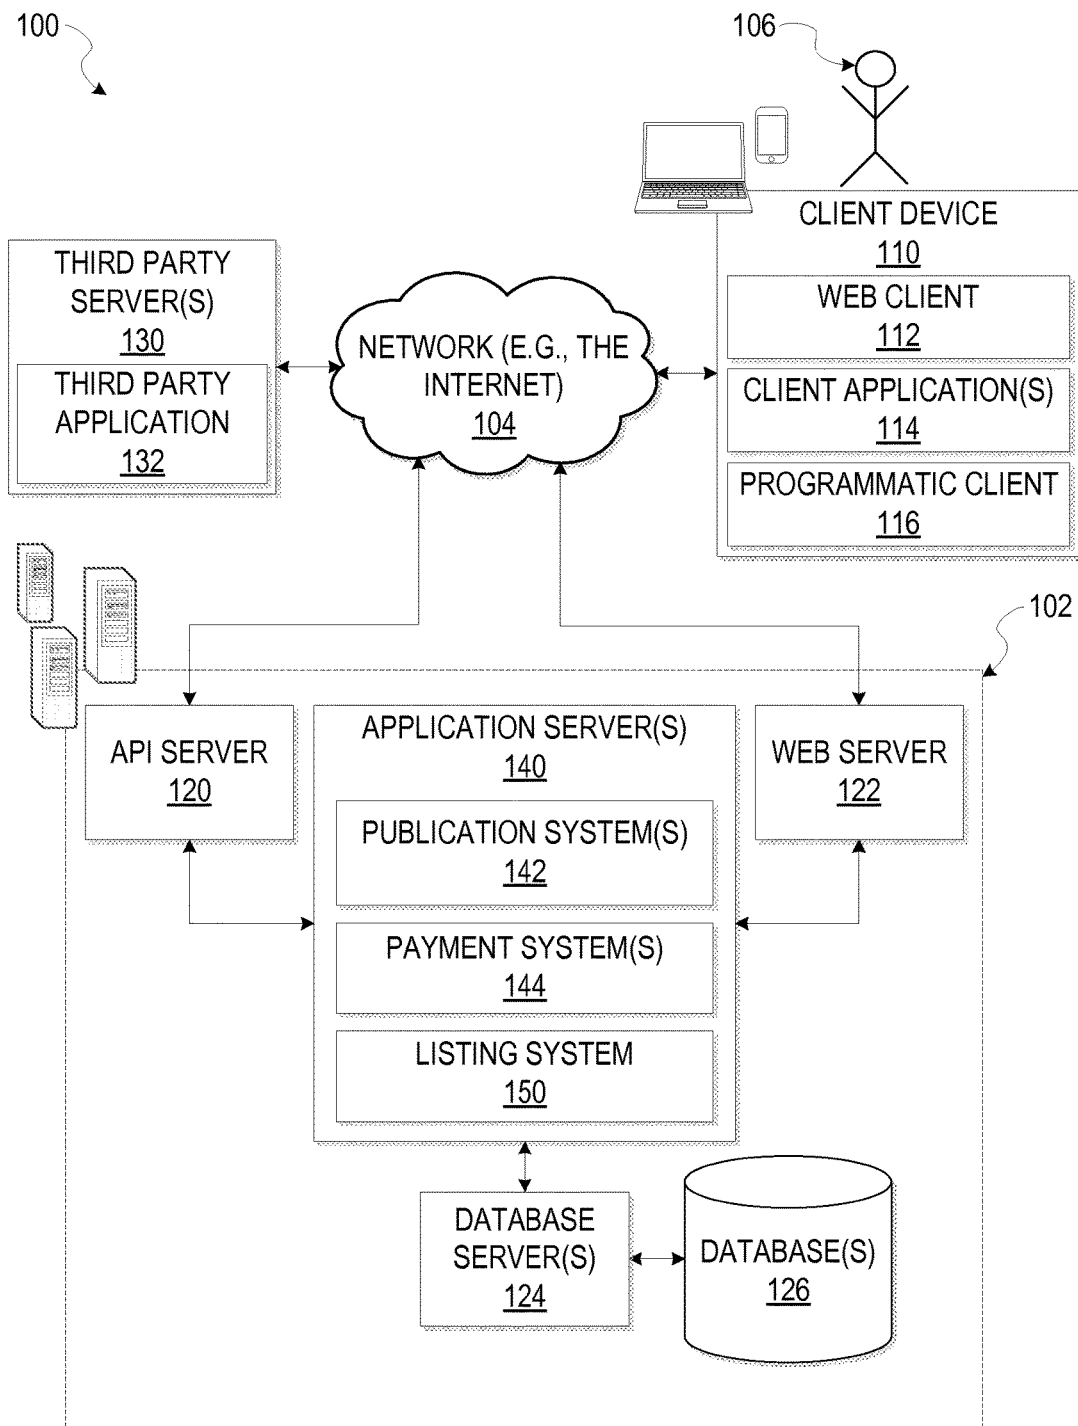 100
106
CLIENT DEVICE
110
WEB CLIENT
112
CLIENT APPLICATION(S)
114
PROGRAMMATIC CLIENT
116
THIRD PARTY
SERVER(S)
130
THIRD PARTY
APPLICATION
132
NETWORK (E.G., THE
INTERNET)
104
102
API SERVER
120
APPLICATION SERVER(S)
140
PUBLICATION SYSTEM(S)
142
PAYMENT SYSTEM(S)
144
LISTING SYSTEM
150
WEB SERVER
122
DATABASE
SERVER(S)
124
DATABASE(S)
126